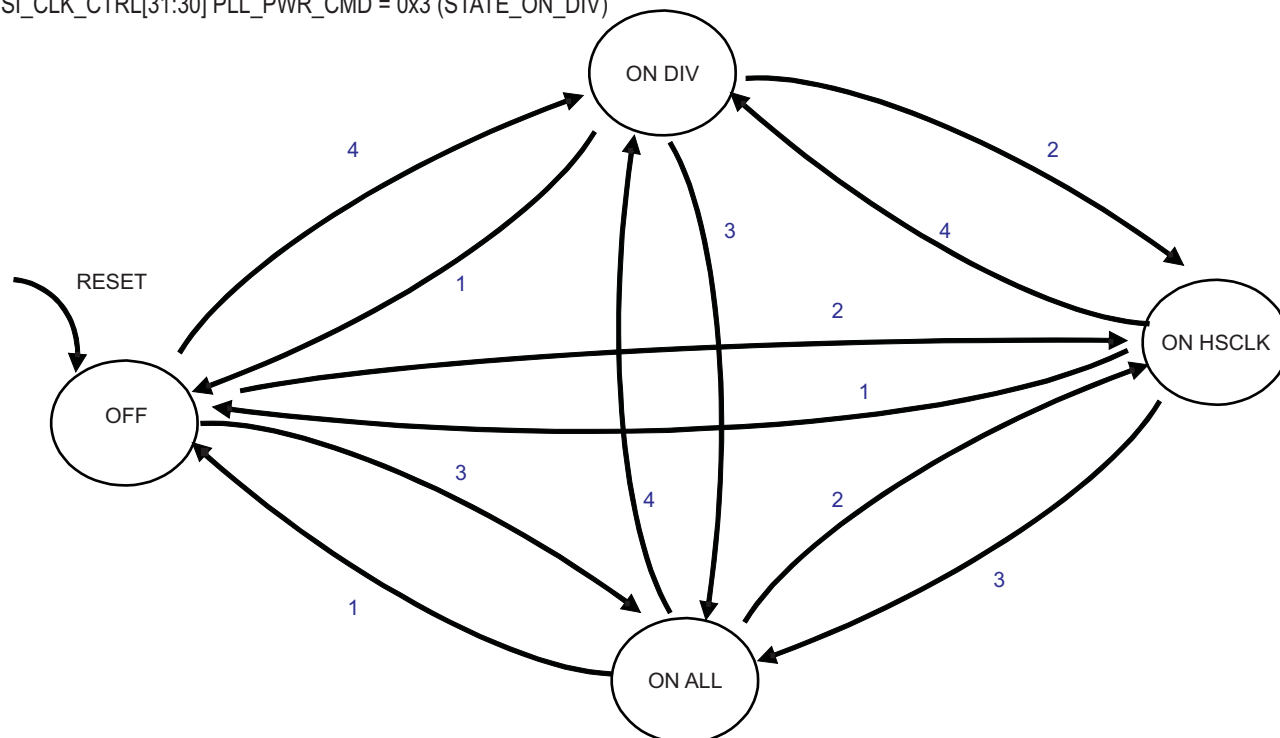 SI_CLK_CTRL[31:30] PLL_PWR_CMD = 0x3 (STATE_ON_DIV)
ON DIV
4
2
3
4
1
RESET
2
ON HSCLK
1
OFF
3
4
2
3
1
ON ALL